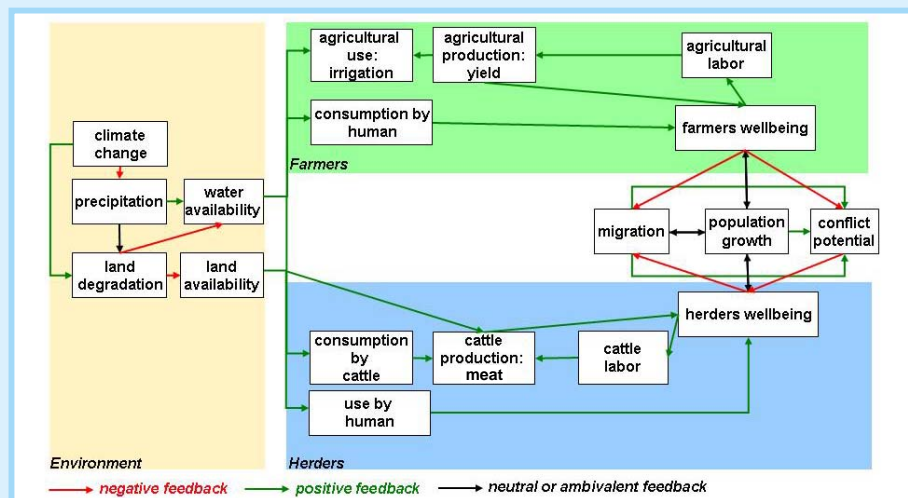 agricultural
use:
irrigation
agricultural
production:
yield
agricultural
labor
consumption by
human
farmers wellbeing
Farmers
climate
change
precipitation
water
availability
land
degradation
land
availability
Environment
migration
population
growth
conflict
potential
herders wellbeing
consumption
by
cattle
cattle
production:
meat
cattle
labor
use by
human
Herders
negative feedback
positive feedback
neutral or ambivalent feedback